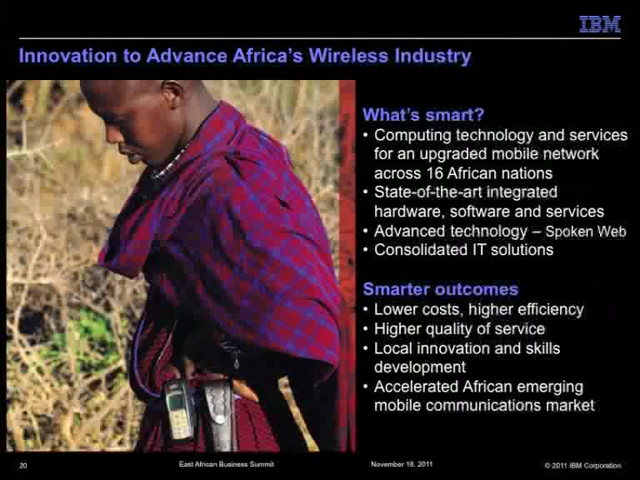 IBM
Innovation to Advance Africa's Wireless Industry
What's smart?
• Computing technology and services
for an upgraded mobile network
across 16 African nations
• State-of-the-art integrated
hardware, software and services
• Advanced technology – Spoken Web
• Consolidated IT solutions
Smarter outcomes
• Lower costs, higher efficiency
• Higher quality of service
• Local innovation and skills
development
• Accelerated African emerging
mobile communications market
20
East African Business Summit
November 18, 2011
© 2011 IBM Corporation